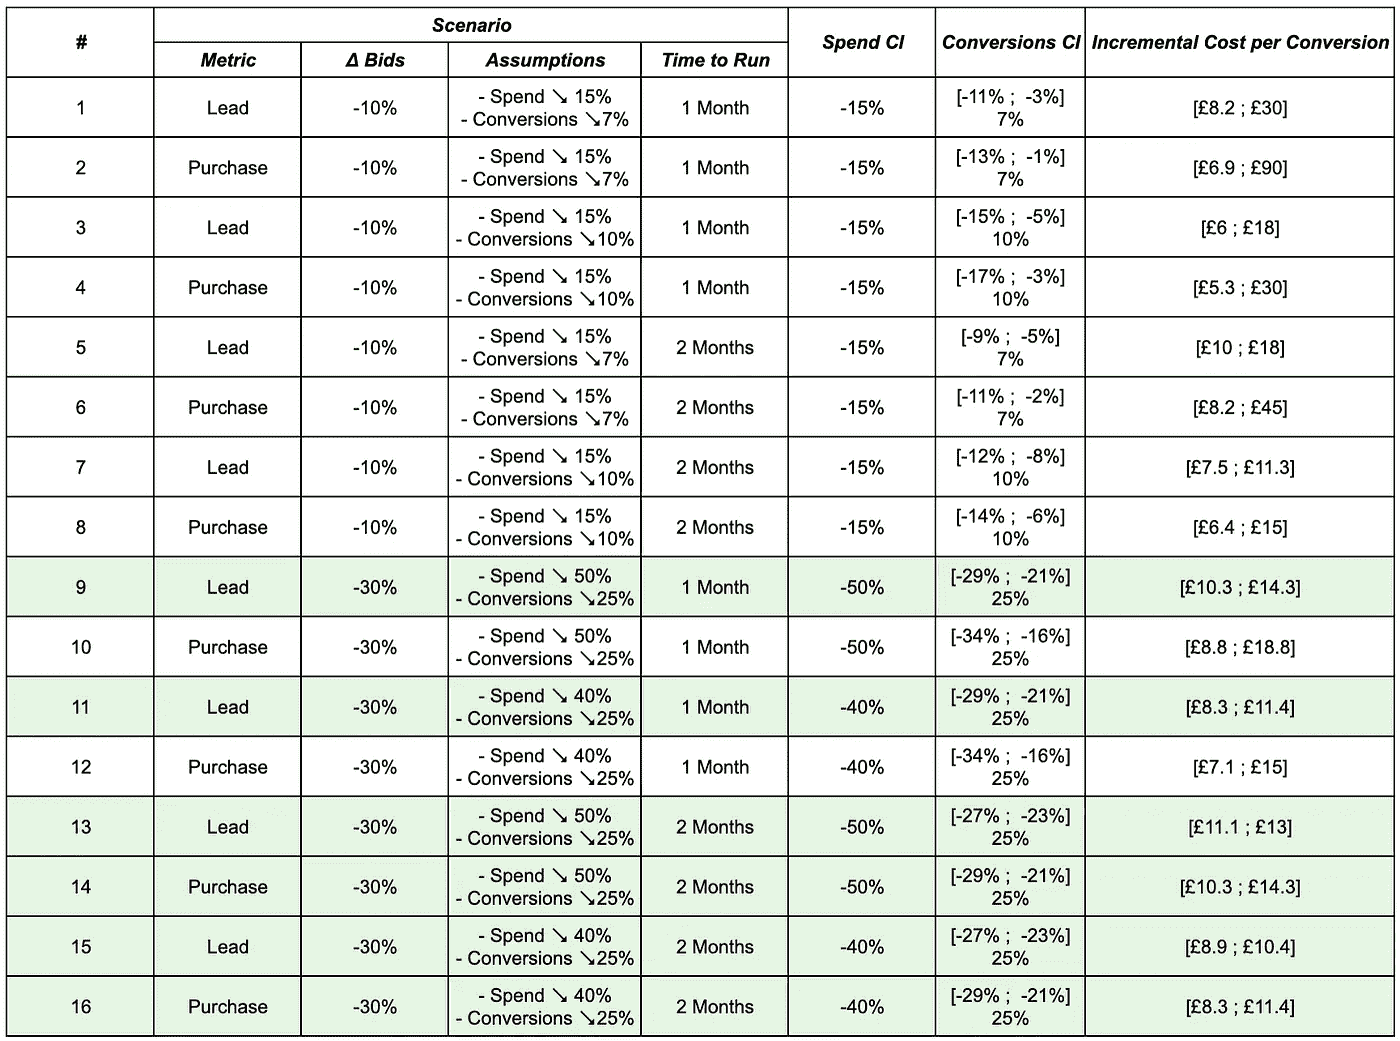 #
Scenario
Spend CI
Conversions CI
Incremental Cost per Conversion
Metric
Δ Bids
Assumptions
Time to Run
1
Lead
-10%
- Spend ↘ 15%
- Conversions ↘7%
1 Month
-15%
[-11% ; -3%]
7%
[£8.2 ; £30]
2
Purchase
-10%
- Spend ↘ 15%
- Conversions ↘7%
1 Month
-15%
[-13% ; -1%]
7%
[£6.9 ; £90]
3
Lead
-10%
- Spend ↘ 15%
- Conversions ↘10%
1 Month
-15%
[-15% ; -5%]
10%
[£6 ; £18]
4
Purchase
-10%
- Spend ↘ 15%
- Conversions ↘10%
1 Month
-15%
[-17% ; -3%]
10%
[£5.3 ; £30]
5
Lead
-10%
- Spend ↘ 15%
- Conversions ↘7%
2 Months
-15%
[-9% ; -5%]
7%
[£10 ; £18]
6
Purchase
-10%
- Spend ↘ 15%
- Conversions ↘7%
2 Months
-15%
[-11% ; -2%]
7%
[£8.2 ; £45]
7
Lead
-10%
- Spend ↘ 15%
- Conversions ↘10%
2 Months
-15%
[-12% ; -8%]
10%
[£7.5 ; £11.3]
8
Purchase
-10%
- Spend ↘ 15%
- Conversions ↘10%
2 Months
-15%
[-14% ; -6%]
10%
[£6.4 ; £15]
9
Lead
-30%
- Spend ↘ 50%
- Conversions ↘25%
1 Month
-50%
[-29% ; -21%]
25%
[£10.3 ; £14.3]
10
Purchase
-30%
- Spend ↘ 50%
- Conversions ↘25%
1 Month
-50%
[-34% ; -16%]
25%
[£8.8 ; £18.8]
11
Lead
-30%
- Spend ↘ 40%
- Conversions ↘25%
1 Month
-40%
[-29% ; -21%]
25%
[£8.3 ; £11.4]
12
Purchase
-30%
- Spend ↘ 40%
- Conversions ↘25%
1 Month
-40%
[-34% ; -16%]
25%
[£7.1 ; £15]
13
Lead
-30%
- Spend ↘ 50%
- Conversions ↘25%
2 Months
-50%
[-27% ; -23%]
25%
[£11.1 ; £13]
14
Purchase
-30%
- Spend ↘ 50%
- Conversions ↘25%
2 Months
-50%
[-29% ; -21%]
25%
[£10.3 ; £14.3]
15
Lead
-30%
- Spend ↘ 40%
- Conversions ↘25%
2 Months
-40%
[-27% ; -23%]
25%
[£8.9 ; £10.4]
16
Purchase
-30%
- Spend ↘ 40%
- Conversions ↘25%
2 Months
-40%
[-29% ; -21%]
25%
[£8.3 ; £11.4]